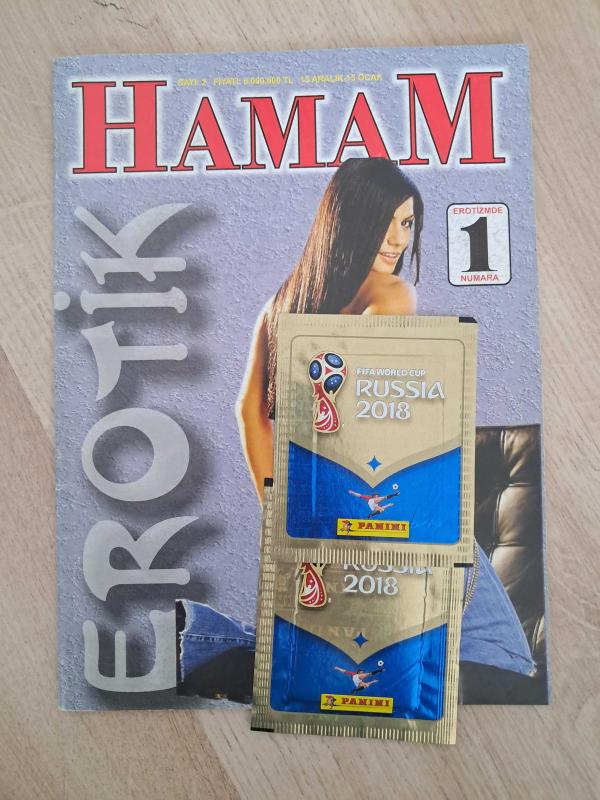 SAYI: 2 FİYATI: 6.000.000 TL 15 ARALIK-15 OCAK
HAMAM
EROTİZMDE
1
NUMARA
EROTİK
FIFA WORLD CUP
RUSSIA
2018
PANINI
RUSSIA
2018
PANINI